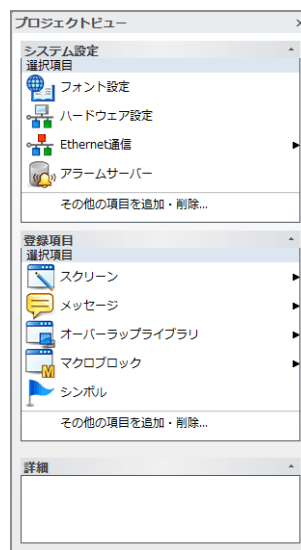 プロジェクトビュー
システム設定
選択項目
フォント設定
ハードウェア設定
Ethernet通信
アラームサーバー
その他の項目を追加・削除...
登録項目
選択項目
スクリーン
メッセージ
オーバーラップライブラリ
マクロブロック
シンボル
その他の項目を追加・削除...
詳細